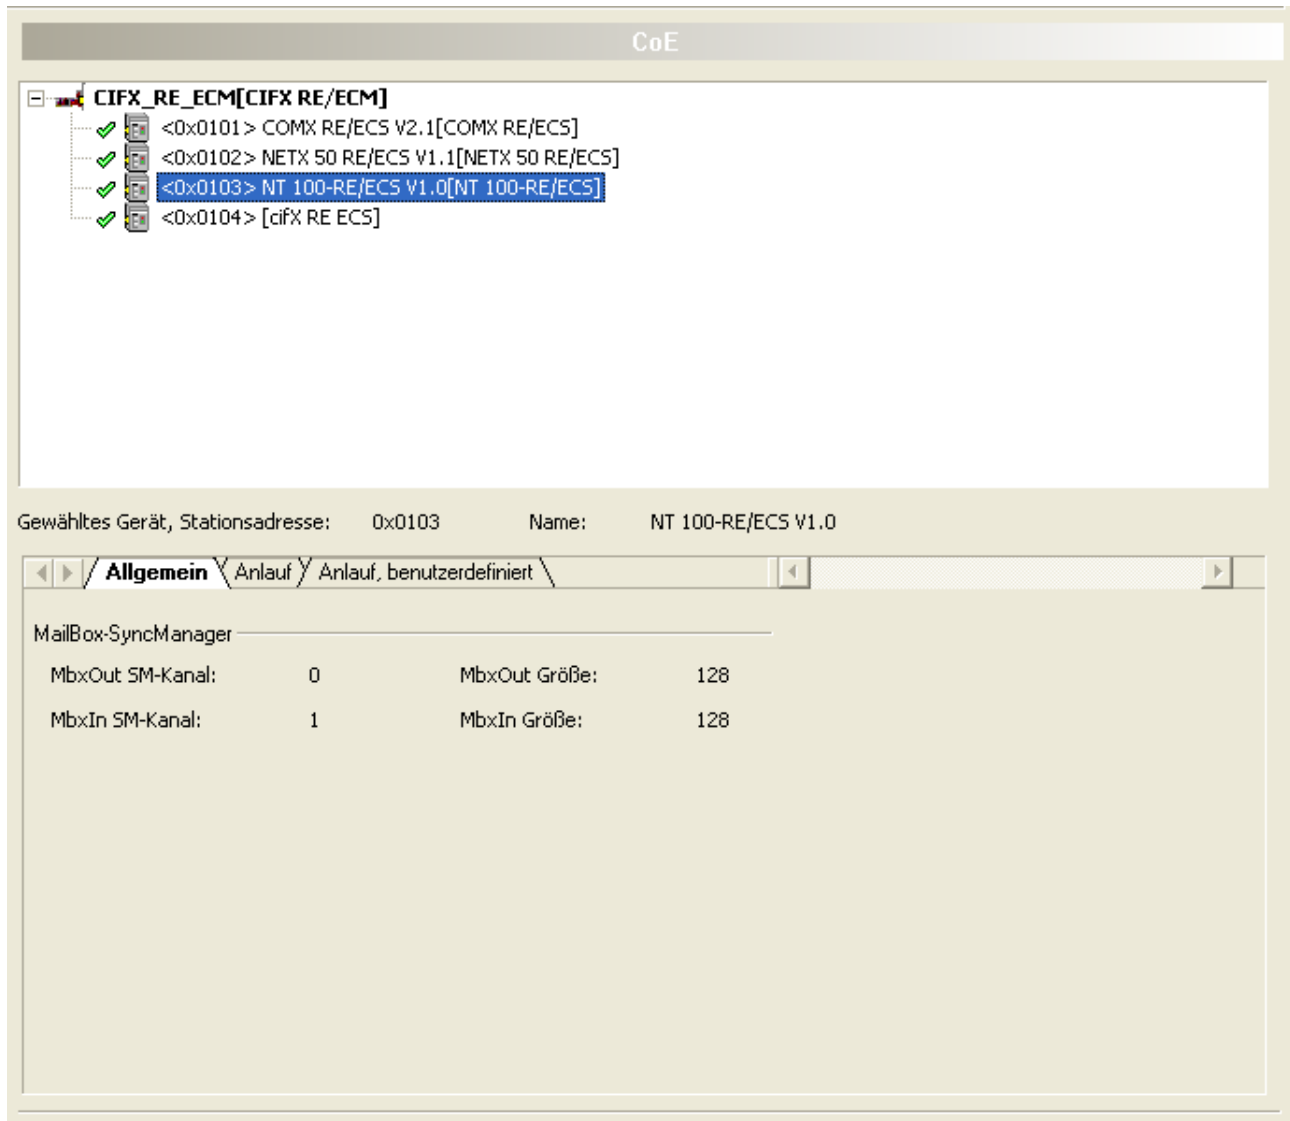 CoE
CIFX_RE_ECM[CIFX RE/ECM]
<0x0101> COMX RE/ECS V2.1[COMX RE/ECS]
<0x0102> NETX 50 RE/ECS V1.1[NETX 50 RE/ECS]
<0x0103> NT 100-RE/ECS V1.0[NT 100-RE/ECS]
<0x0104> [cifX RE ECS]
Gewähltes Gerät, Stationsadresse: 0x0103 Name: NT 100-RE/ECS V1.0
Allgemein Anlauf Anlauf, benutzerdefiniert
MailBox-SyncManager
MbxOut SM-Kanal: 0 MbxOut Größe: 128
MbxIn SM-Kanal: 1 MbxIn Größe: 128